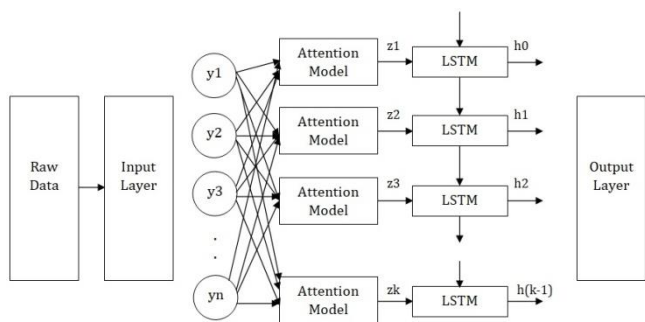 Raw
Data
Input
Layer
y1
y2
y3
.
.
yn
Attention
Model
z1
LSTM
h0
Attention
Model
z2
LSTM
h1
Attention
Model
z3
LSTM
h2
Attention
Model
zk
LSTM
h(k-1)
Output
Layer